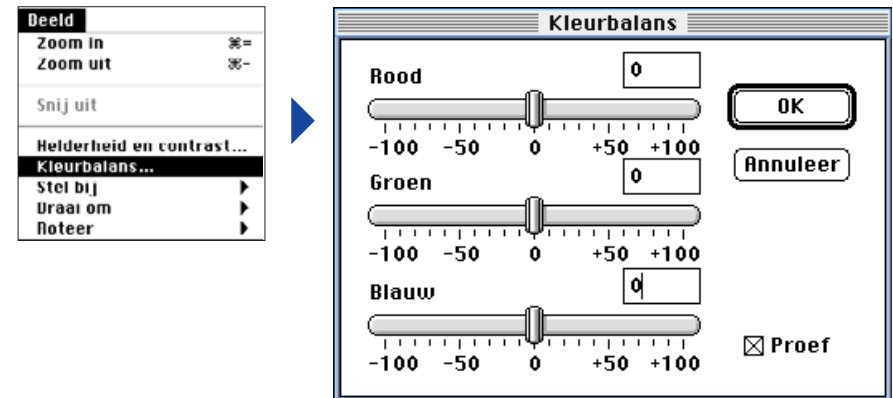 Beeld
Zoom in ⌘=
Zoom uit ⌘-
Snij uit
Helderheid en contrast...
Kleurbalans...
Stel bij
Draai om
Roteer
Kleurbalans
Rood 0
-100 -50 0 +50 +100
Groen 0
-100 -50 0 +50 +100
Blauw 0
-100 -50 0 +50 +100
OK
Annuleer
Proef